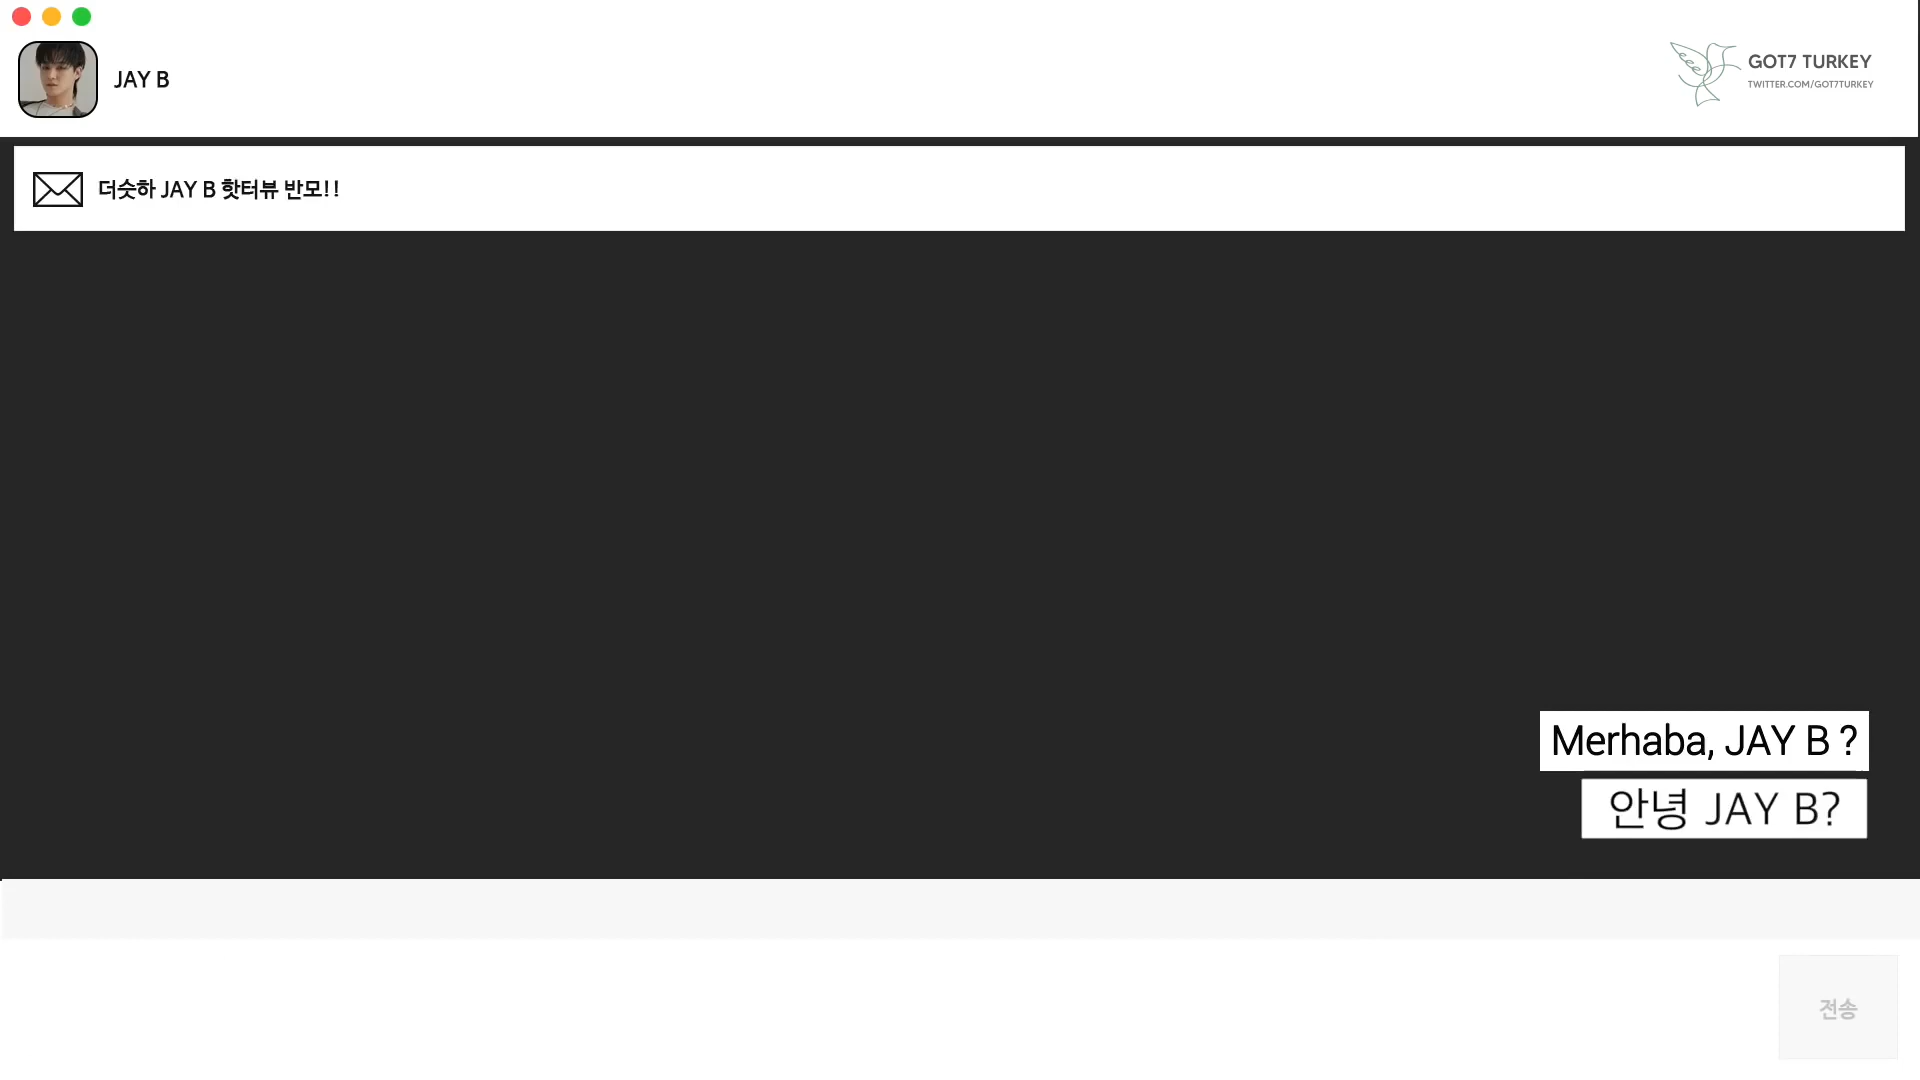 JAY B
GOT7 TURKEY
TWITTER.COM/GOT7TURKEY
더슷하 JAY B 핫터뷰 반모!!
Merhaba, JAY B ?
안녕 JAY B?
전송